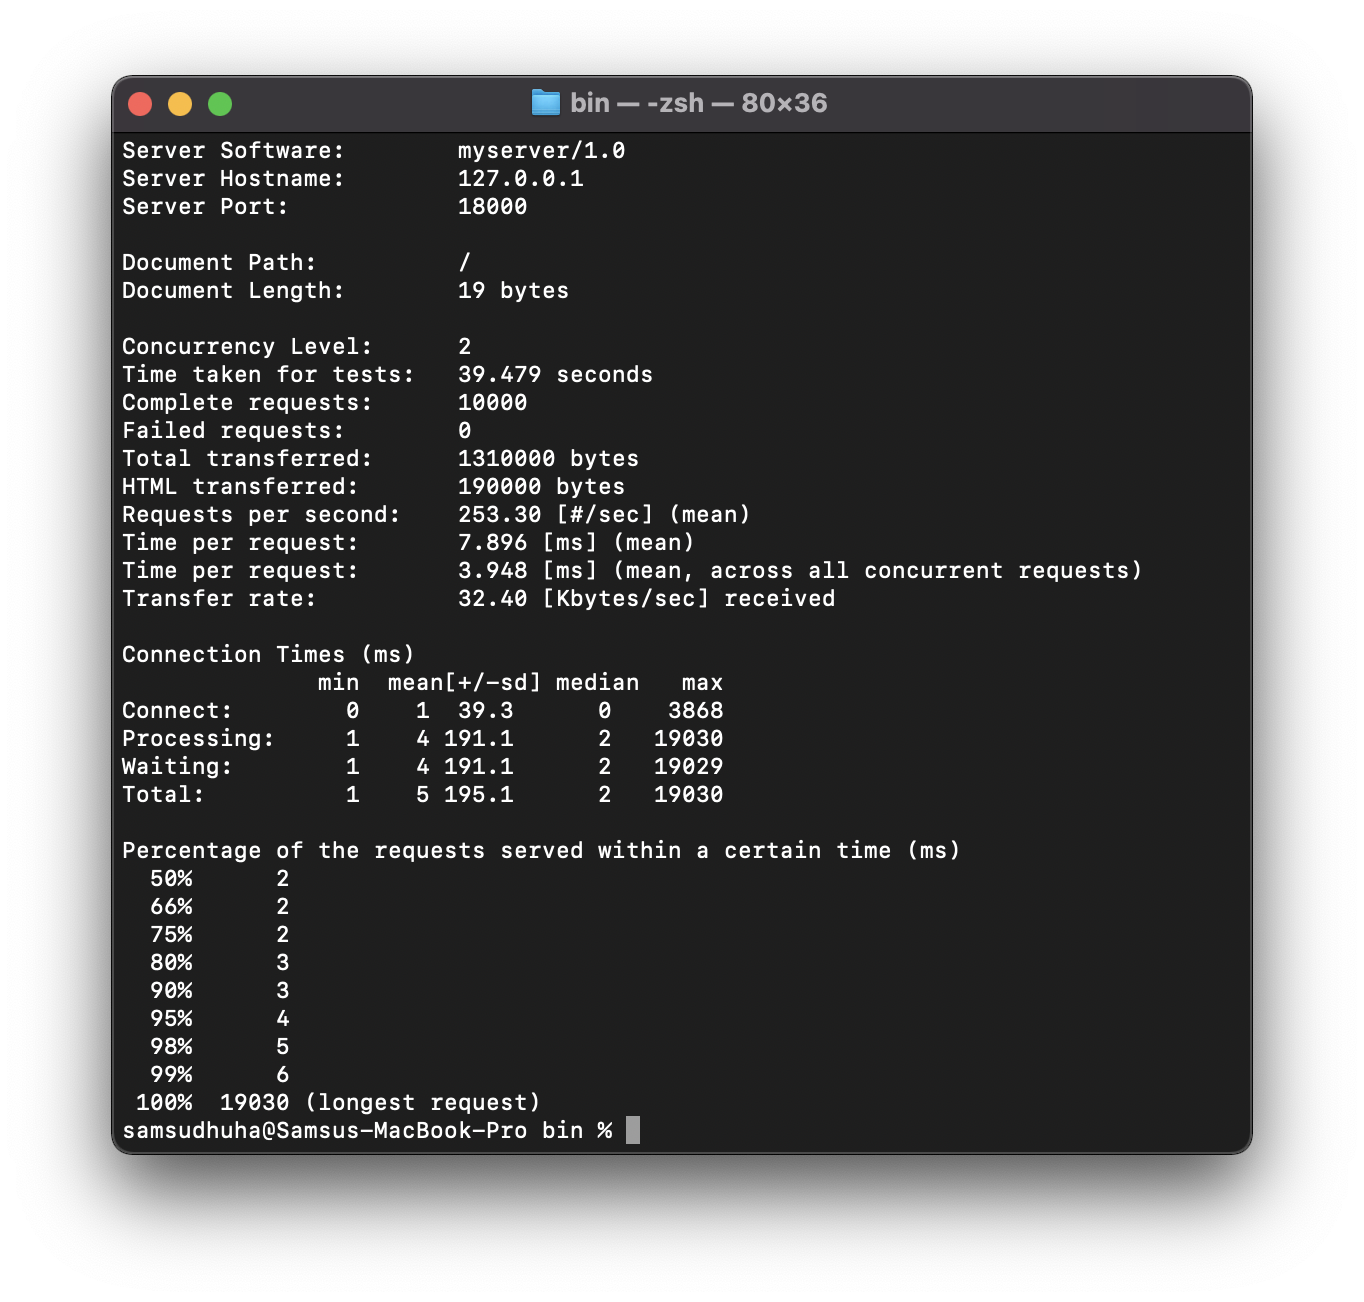 bin — -zsh — 80×36
Server Software:        myserver/1.0
Server Hostname:        127.0.0.1
Server Port:            18000

Document Path:          /
Document Length:        19 bytes

Concurrency Level:      2
Time taken for tests:   39.479 seconds
Complete requests:      10000
Failed requests:        0
Total transferred:      1310000 bytes
HTML transferred:       190000 bytes
Requests per second:    253.30 [#/sec] (mean)
Time per request:       7.896 [ms] (mean)
Time per request:       3.948 [ms] (mean, across all concurrent requests)
Transfer rate:          32.40 [Kbytes/sec] received

Connection Times (ms)
              min  mean[+/-sd] median   max
Connect:        0    1  39.3      0    3868
Processing:     1    4 191.1      2   19030
Waiting:        1    4 191.1      2   19029
Total:          1    5 195.1      2   19030

Percentage of the requests served within a certain time (ms)
  50%      2
  66%      2
  75%      2
  80%      3
  90%      3
  95%      4
  98%      5
  99%      6
 100%  19030 (longest request)
samsudhuha@Samsus-MacBook-Pro bin %